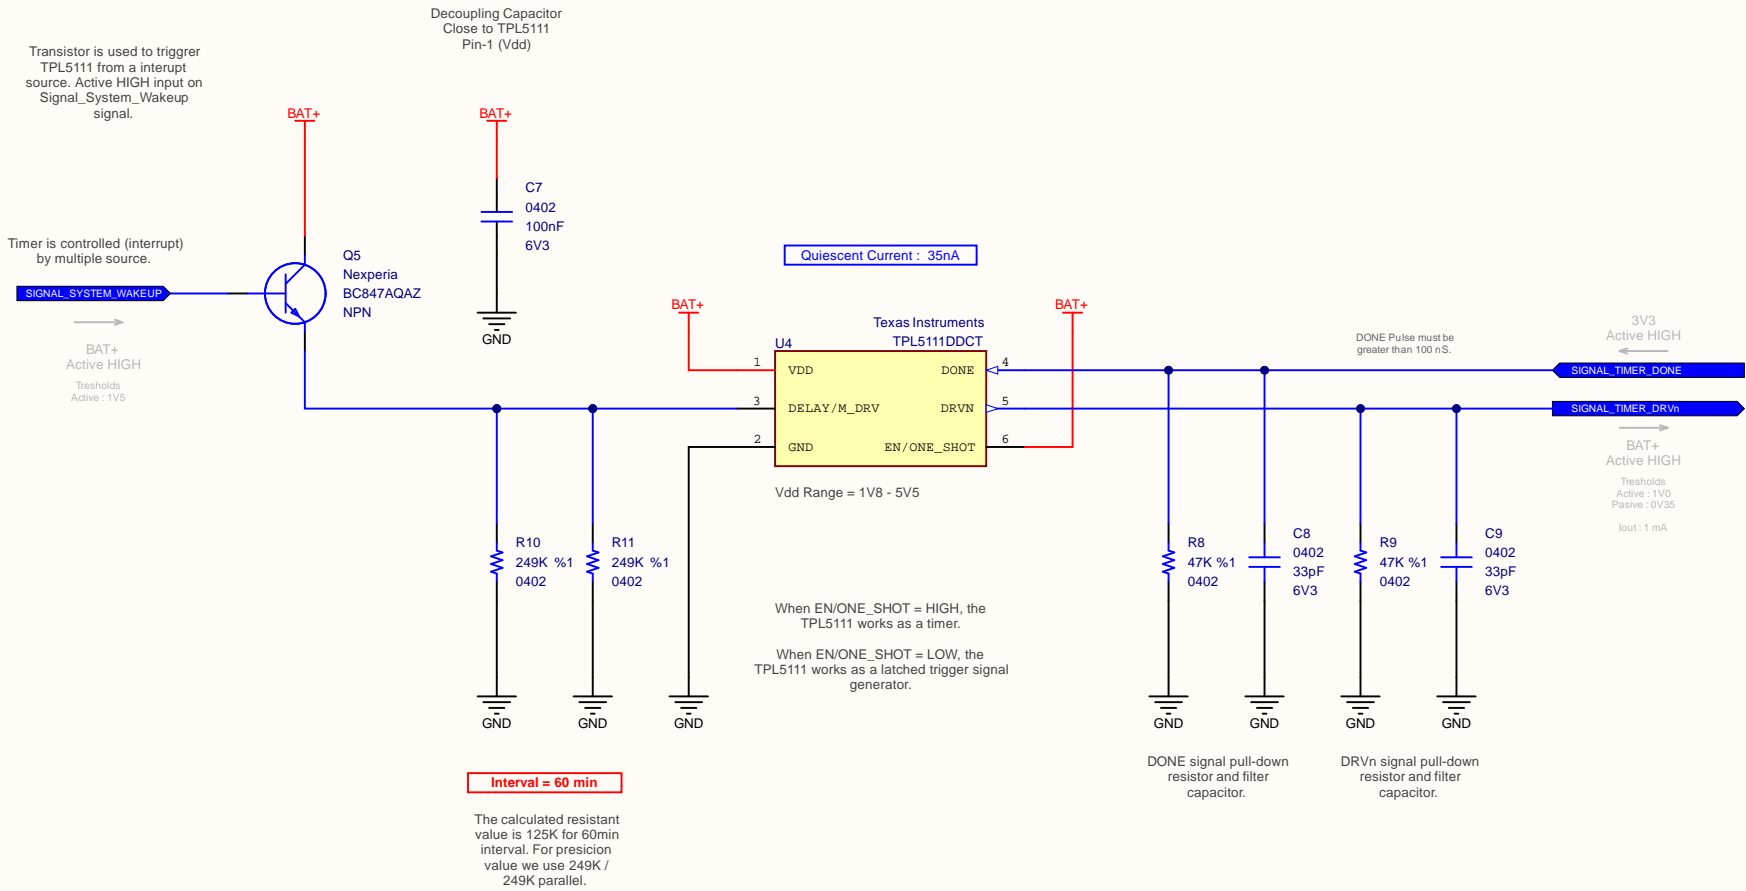 Decoupling Capacitor
Close to TPL5111
Pin-1 (Vdd)
Transistor is used to triggrer
TPL5111 from a interupt
source. Active HIGH input on
Signal_System_Wakeup
signal.
BAT+
BAT+
C7
0402
100nF
6V3
GND
Timer is controlled (interrupt)
by multiple source.
SIGNAL_SYSTEM_WAKEUP
BAT+
Active HIGH
Tresholds
Active : 1V5
Q5
Nexperia
BC847AQAZ
NPN
Quiescent Current : 35nA
BAT+
BAT+
Texas Instruments
U4
TPL5111DDCT
1
VDD
DONE
4
3
DELAY/M_DRV
DRVN
5
2
GND
EN/ONE_SHOT
6
Vdd Range = 1V8 - 5V5
DONE Pulse must be
greater than 100 nS.
3V3
Active HIGH
SIGNAL_TIMER_DONE
SIGNAL_TIMER_DRVn
BAT+
Active HIGH
Tresholds
Active : 1V0
Pasive : 0V35
Iout : 1 mA
R10
249K %1
0402
R11
249K %1
0402
R8
47K %1
0402
C8
0402
33pF
6V3
R9
47K %1
0402
C9
0402
33pF
6V3
When EN/ONE_SHOT = HIGH, the
TPL5111 works as a timer.
When EN/ONE_SHOT = LOW, the
TPL5111 works as a latched trigger signal
generator.
GND
GND
GND
GND
GND
GND
GND
DONE signal pull-down
resistor and filter
capacitor.
DRVn signal pull-down
resistor and filter
capacitor.
Interval = 60 min
The calculated resistant
value is 125K for 60min
interval. For presicion
value we use 249K /
249K parallel.